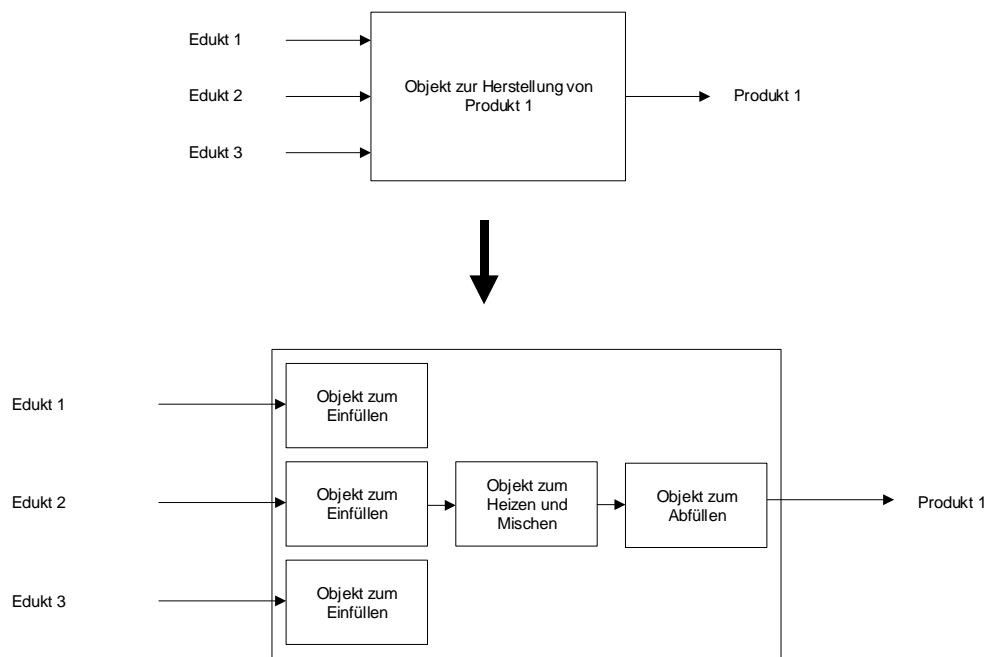 Edukt 1
Edukt 2
Edukt 3
Objekt zur Herstellung von
Produkt 1
Produkt 1
Edukt 1
Edukt 2
Edukt 3
Objekt zum
Einfüllen
Objekt zum
Einfüllen
Objekt zum
Einfüllen
Objekt zum
Heizen und
Mischen
Objekt zum
Abfüllen
Produkt 1